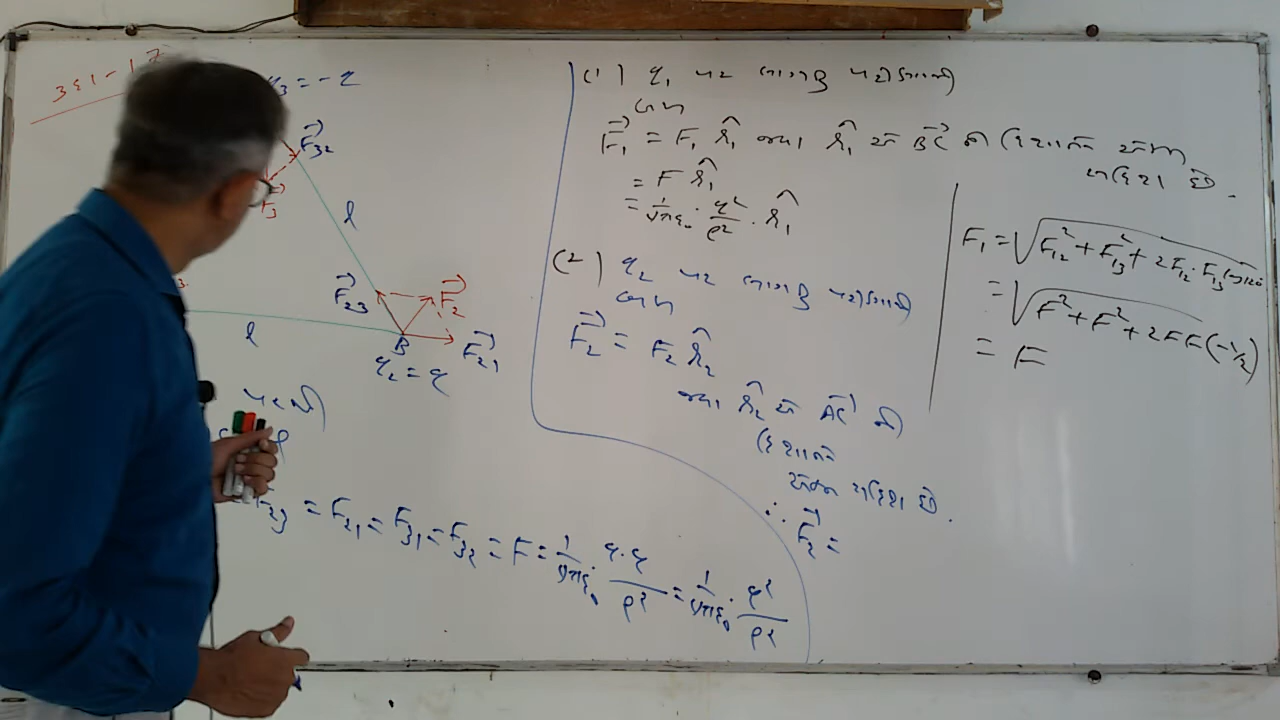 q₃ = -q
F⃗₃₂
F⃗₃
l
F⃗₂₃
F⃗₂
l
B
F⃗₂₁
q₂ = q
પરથી
F₂₃ = F₂₁ = F₃₁ = F₃₂ = F = 1/4πε₀ · q·q/l² = 1/4πε₀ · q²/l²
(1) q₁ પર લાગતું પરીણામી
બળ
F⃗₁ = F₁ r̂₁ જ્યાં r̂₁ એ BC⃗ ની દિશાનો એકમ
સદિશ છે.
= F r̂₁
= 1/4πε₀ · q²/l² · r̂₁
(2) q₂ પર લાગતું પરીણામી
બળ
F⃗₂ = F₂ r̂₂
જ્યાં r̂₂ એ AC⃗ ની
દિશાનો
એકમ સદિશ છે.
∴ F⃗₂ =
F₁ = √(F₁₂² + F₁₃² + 2F₁₂·F₁₃ cos120
= √(F² + F² + 2FF(-1/2)
= F